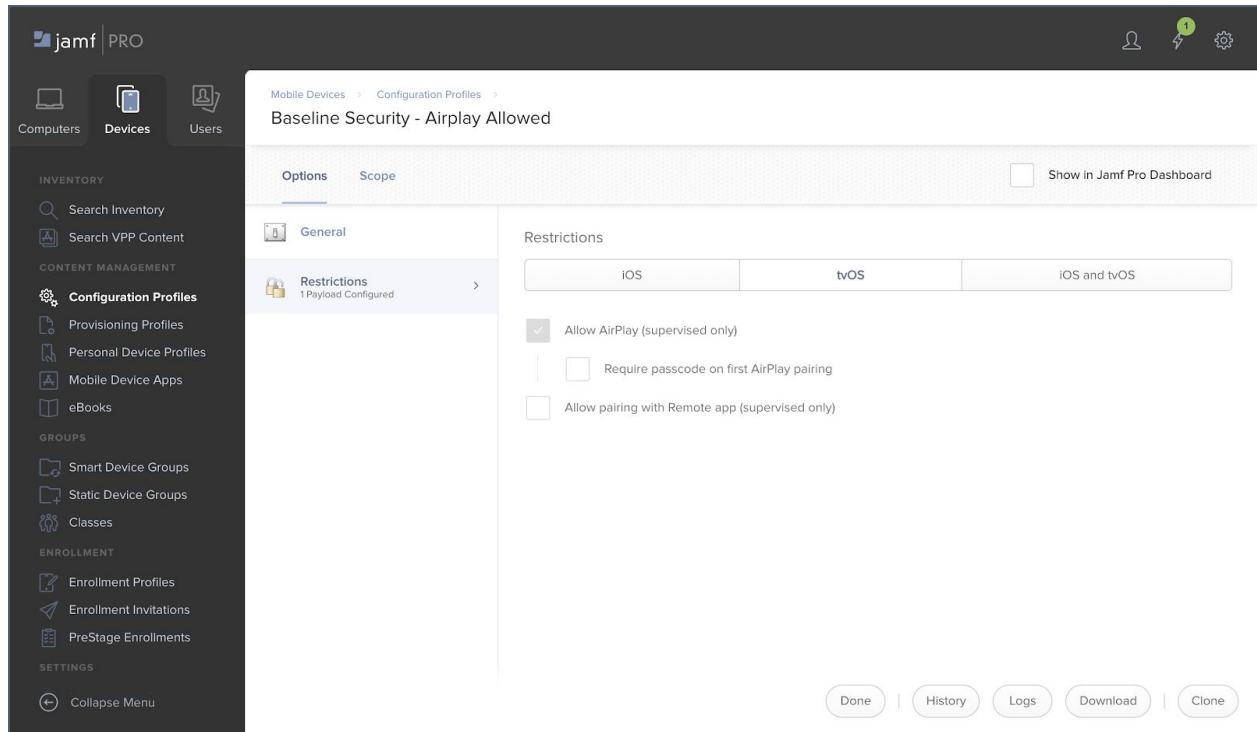 jamf PRO
1
Computers
Devices
Users
INVENTORY
Search Inventory
Search VPP Content
CONTENT MANAGEMENT
Configuration Profiles
Provisioning Profiles
Personal Device Profiles
Mobile Device Apps
eBooks
GROUPS
Smart Device Groups
Static Device Groups
Classes
ENROLLMENT
Enrollment Profiles
Enrollment Invitations
PreStage Enrollments
SETTINGS
Collapse Menu
Mobile Devices > Configuration Profiles >
Baseline Security - Airplay Allowed
Options Scope
Show in Jamf Pro Dashboard
General
Restrictions
1 Payload Configured
Restrictions
iOS tvOS iOS and tvOS
Allow AirPlay (supervised only)
Require passcode on first AirPlay pairing
Allow pairing with Remote app (supervised only)
Done History Logs Download Clone